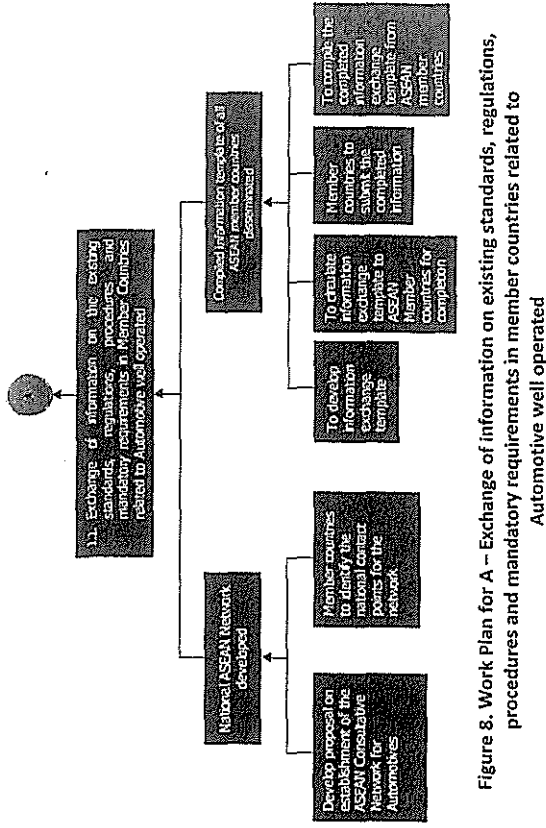 1.1. Exchange of information on the existing
standards, regulations, procedures and
mandatory requirements in Member Countries
related to Automotive well operated
National ASEAN Network
developed
Compiled information template of all
ASEAN member countries
disseminated
Develop proposal on
establishment of the
ASEAN Consultative
Network for
Automotives
Member countries
to identify the
national contact
points for the
network
To develop
information
exchange
template
To circulate
information
exchange
template to
ASEAN
Member
countries for
completion
Member
countries to
submit the
completed
information
To compile the
completed
information
exchange
template from
ASEAN
member
countries
Figure 8. Work Plan for A – Exchange of information on existing standards, regulations,
procedures and mandatory requirements in member countries related to
Automotive well operated